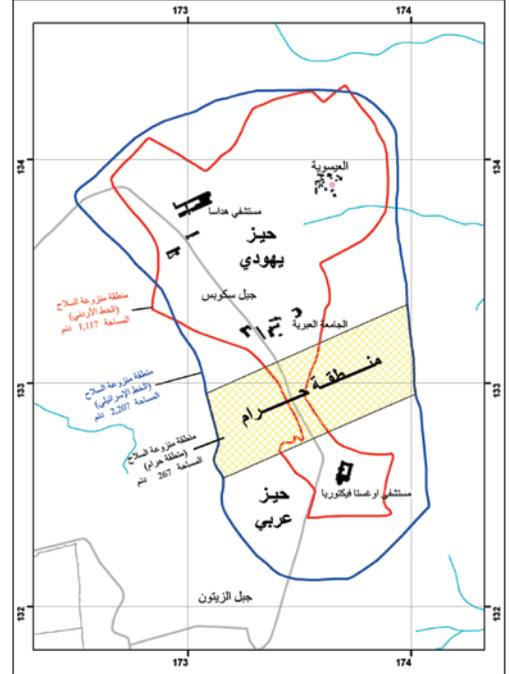 173
174
134
134
العيسوية
مستشفى هداسا
حيز
يهودي
جبل سكوبس
الجامعة العبرية
منطقة منزوعة السلاح
(الخط الأردني)
المساحة 1,117 دنم
133
133
منطقة منزوعة السلاح
(الخط الإسرائيلي)
المساحة 2,207 دنم
منطقة حرام
منطقة منزوعة السلاح
(منطقة حرام)
المساحة 267 دنم
مستشفى أوغستا فيكتوريا
حيز
عربي
جبل الزيتون
132
132
173
174